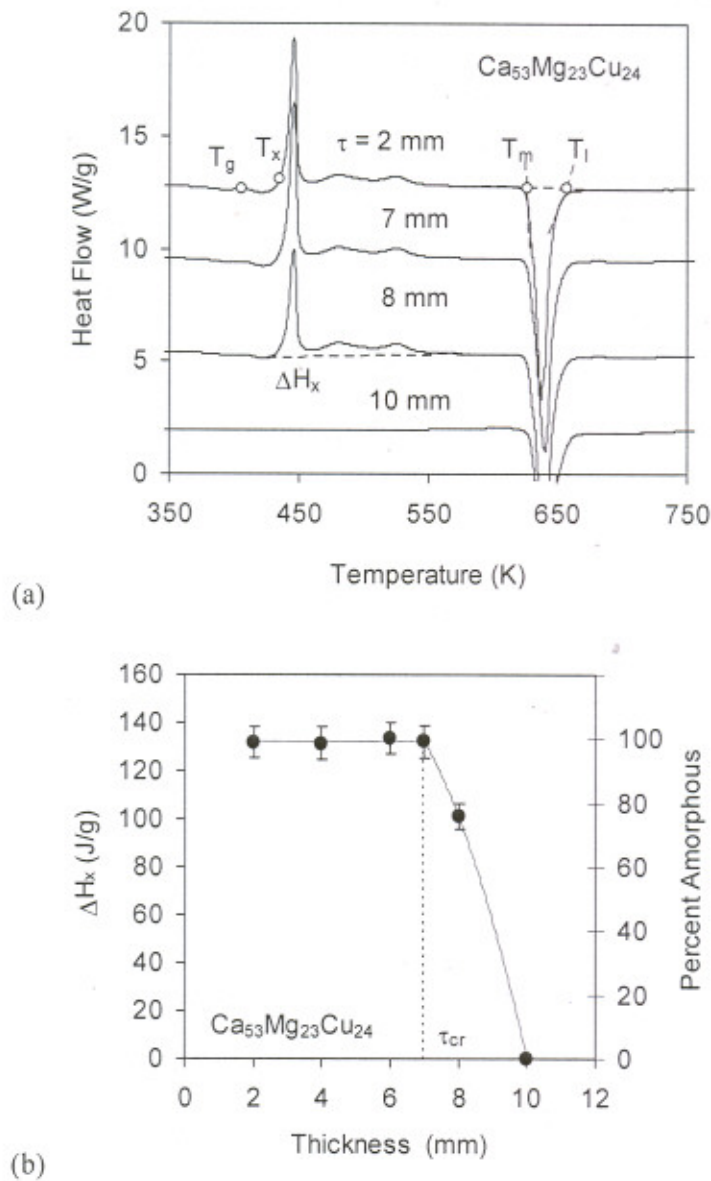 20
Ca53Mg23Cu24
15
Tg
Tx
τ = 2 mm
Tm
Tl
7 mm
10
8 mm
5
ΔHx
10 mm
0
350 450 550 650 750
Heat Flow (W/g)
Temperature (K)
(a)
160
140
120
100
80
60
40
20
0
100
80
60
40
20
0
ΔHx (J/g)
Percent Amorphous
Ca53Mg23Cu24
τcr
0 2 4 6 8 10 12
Thickness (mm)
(b)